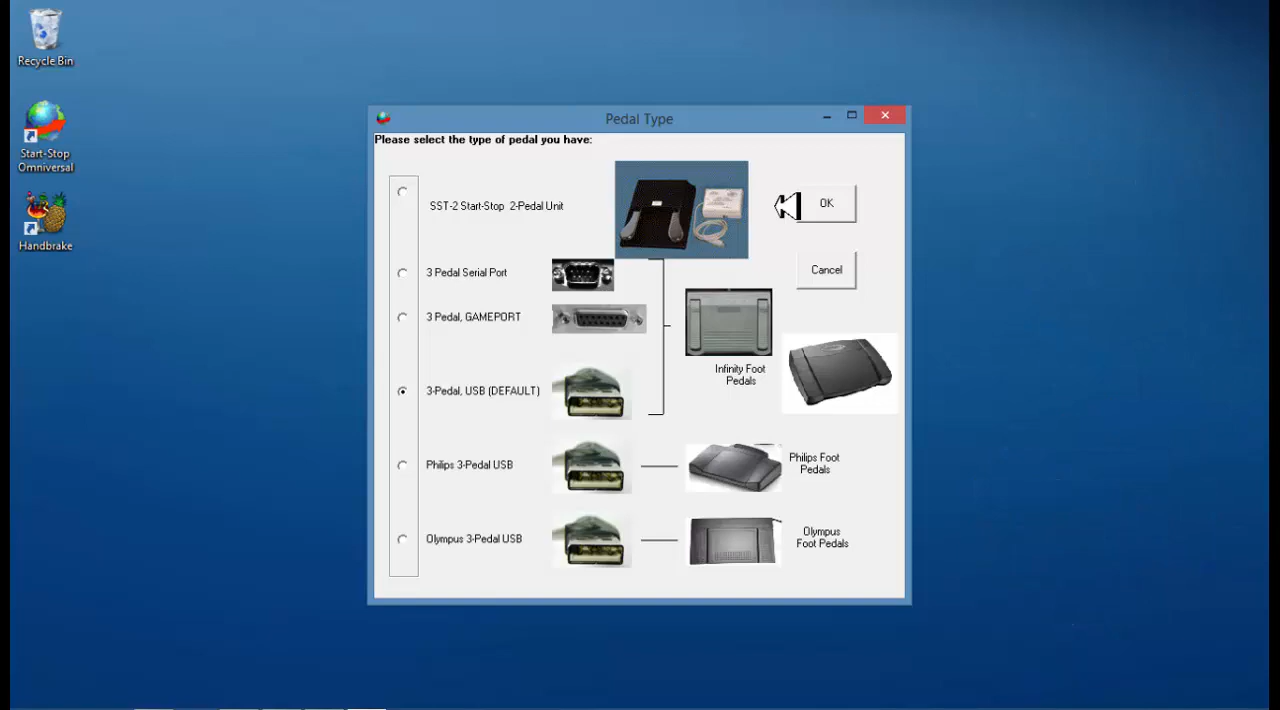 Recycle Bin
Start-Stop
Omniversal
Handbrake
Pedal Type
Please select the type of pedal you have:
SST-2 Start-Stop 2-Pedal Unit
OK
3 Pedal Serial Port
Cancel
3 Pedal, GAMEPORT
Infinity Foot
Pedals
3-Pedal, USB (DEFAULT)
Philips 3-Pedal USB
Philips Foot
Pedals
Olympus 3-Pedal USB
Olympus
Foot Pedals